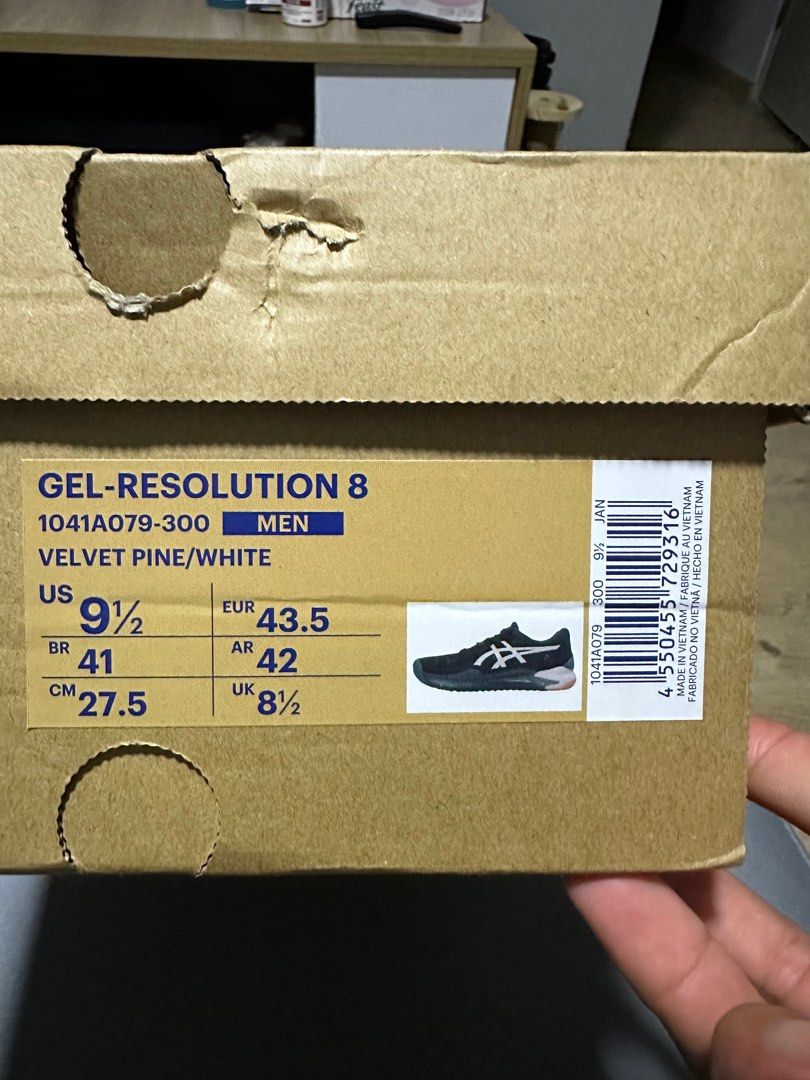 GEL-RESOLUTION 8
1041A079-300 MEN
VELVET PINE/WHITE
US 9½ EUR 43.5
BR 41 AR 42
CM 27.5 UK 8½
1041A079 300 9½ JAN
4 550455 729316
MADE IN VIETNAM / FABRIQUE AU VIETNAM
FABRICADO NO VIETNÃ / HECHO EN VIETNAM